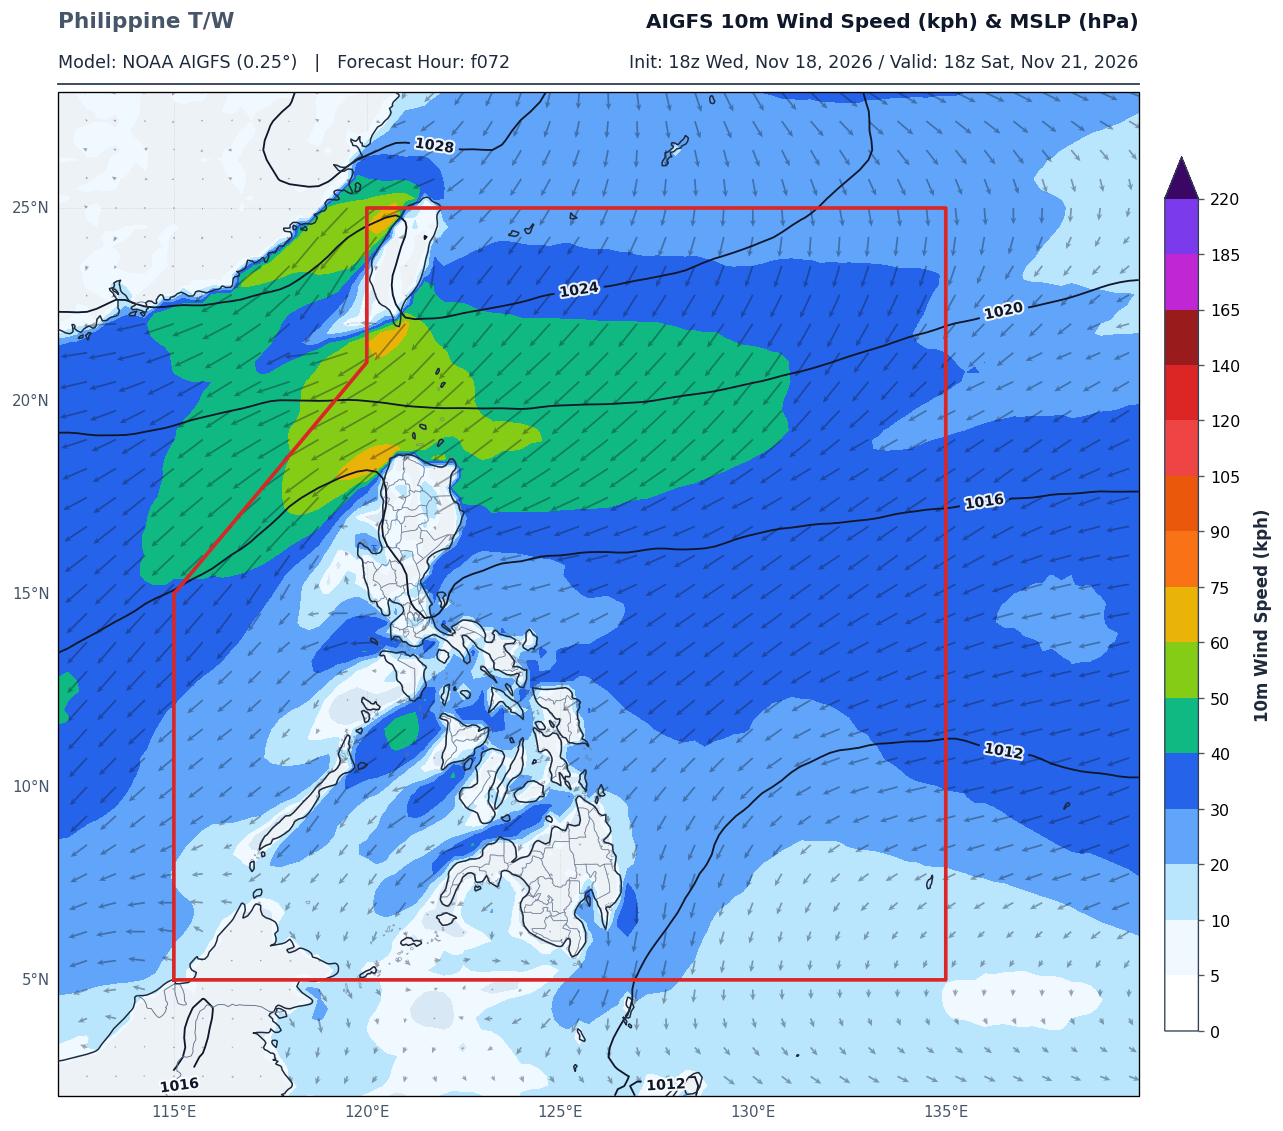 Philippine T/W
AIGFS 10m Wind Speed (kph) & MSLP (hPa)
Model: NOAA AIGFS (0.25°) | Forecast Hour: f072
Init: 18z Wed, Nov 18, 2026 / Valid: 18z Sat, Nov 21, 2026
1028
1024
1020
1016
1012
1016
1012
25°N
20°N
15°N
10°N
5°N
115°E
120°E
125°E
130°E
135°E
220
185
165
140
120
105
90
75
60
50
40
30
20
10
5
0
10m Wind Speed (kph)